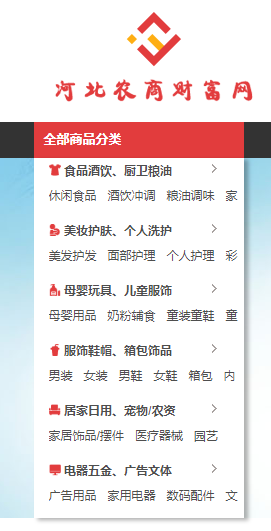 河北农商财富网
全部商品分类
食品酒饮、厨卫粮油
休闲食品 酒饮冲调 粮油调味 家
美妆护肤、个人洗护
美发护发 面部护理 个人护理 彩
母婴玩具、儿童服饰
母婴用品 奶粉辅食 童装童鞋 童
服饰鞋帽、箱包饰品
男装 女装 男鞋 女鞋 箱包 内
居家日用、宠物/农资
家居饰品/摆件 医疗器械 园艺
电器五金、广告文体
广告用品 家用电器 数码配件 文